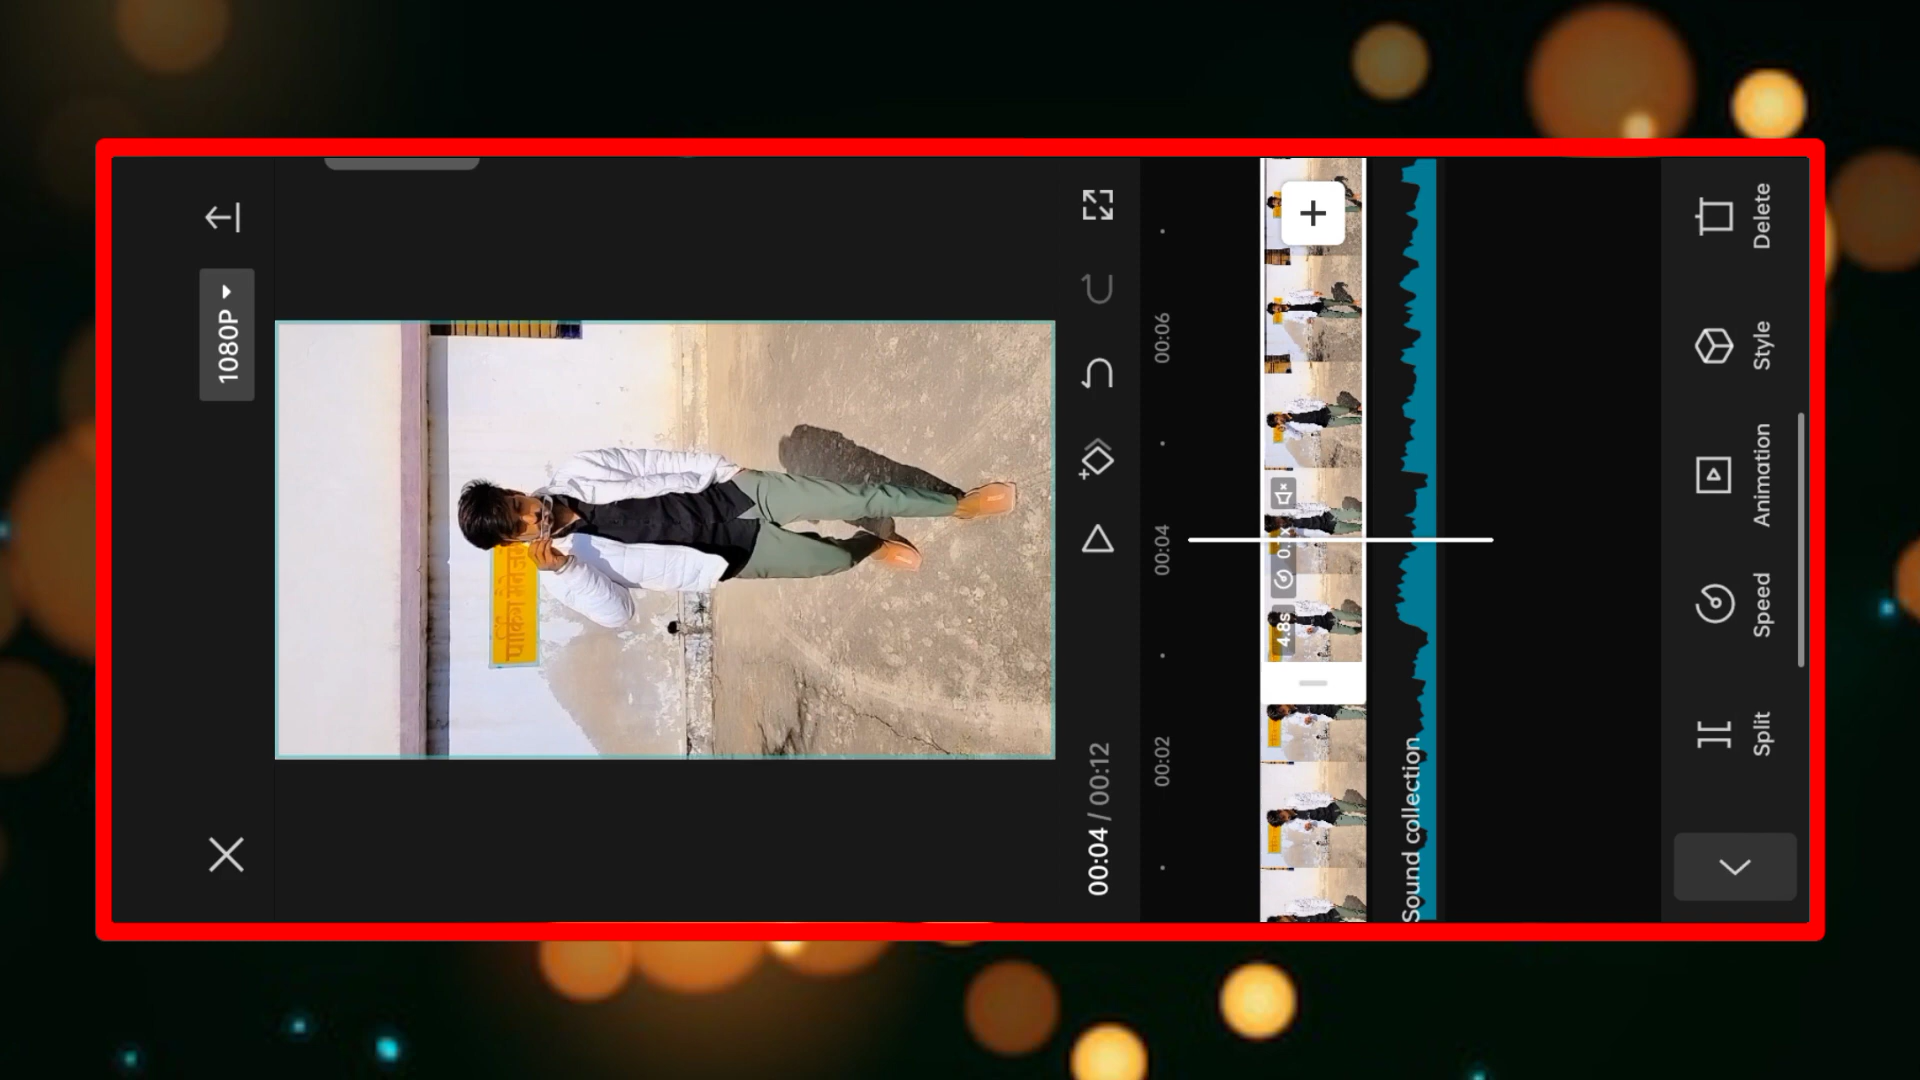 1080P
पार्किंग मैनेजमें
00:04 / 00:12
00:02
00:04
00:06
4.8s
Sound collection
Split
Speed
Animation
Style
Delete